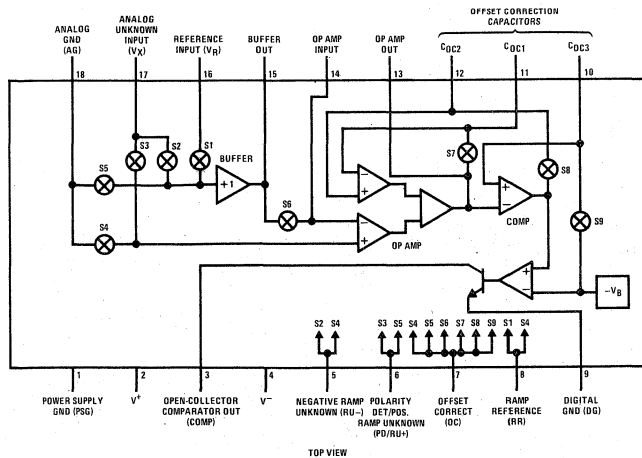 OFFSET CORRECTION
CAPACITORS
ANALOG
GND
(AG)
ANALOG
UNKNOWN
INPUT
(VX)
REFERENCE
INPUT (VR)
BUFFER
OUT
OP AMP
INPUT
OP AMP
OUT
COC2
COC1
COC3
18
17
16
15
14
13
12
11
10
S3
S2
S1
S5
S4
BUFFER
+1
S6
S7
S8
S9
-
+
-
+
OP AMP
+
-
COMP
+
-
-VB
S2 S4
S3 S5
S4 S5 S6 S7 S8 S9
S1 S4
1
2
3
4
5
6
7
8
9
POWER SUPPLY
GND (PSG)
V+
OPEN-COLLECTOR
COMPARATOR OUT
(COMP)
V-
NEGATIVE RAMP
UNKNOWN (RU-)
POLARITY
DET/POS.
RAMP UNKNOWN
(PD/RU+)
OFFSET
CORRECT
(OC)
RAMP
REFERENCE
(RR)
DIGITAL
GND (DG)
TOP VIEW